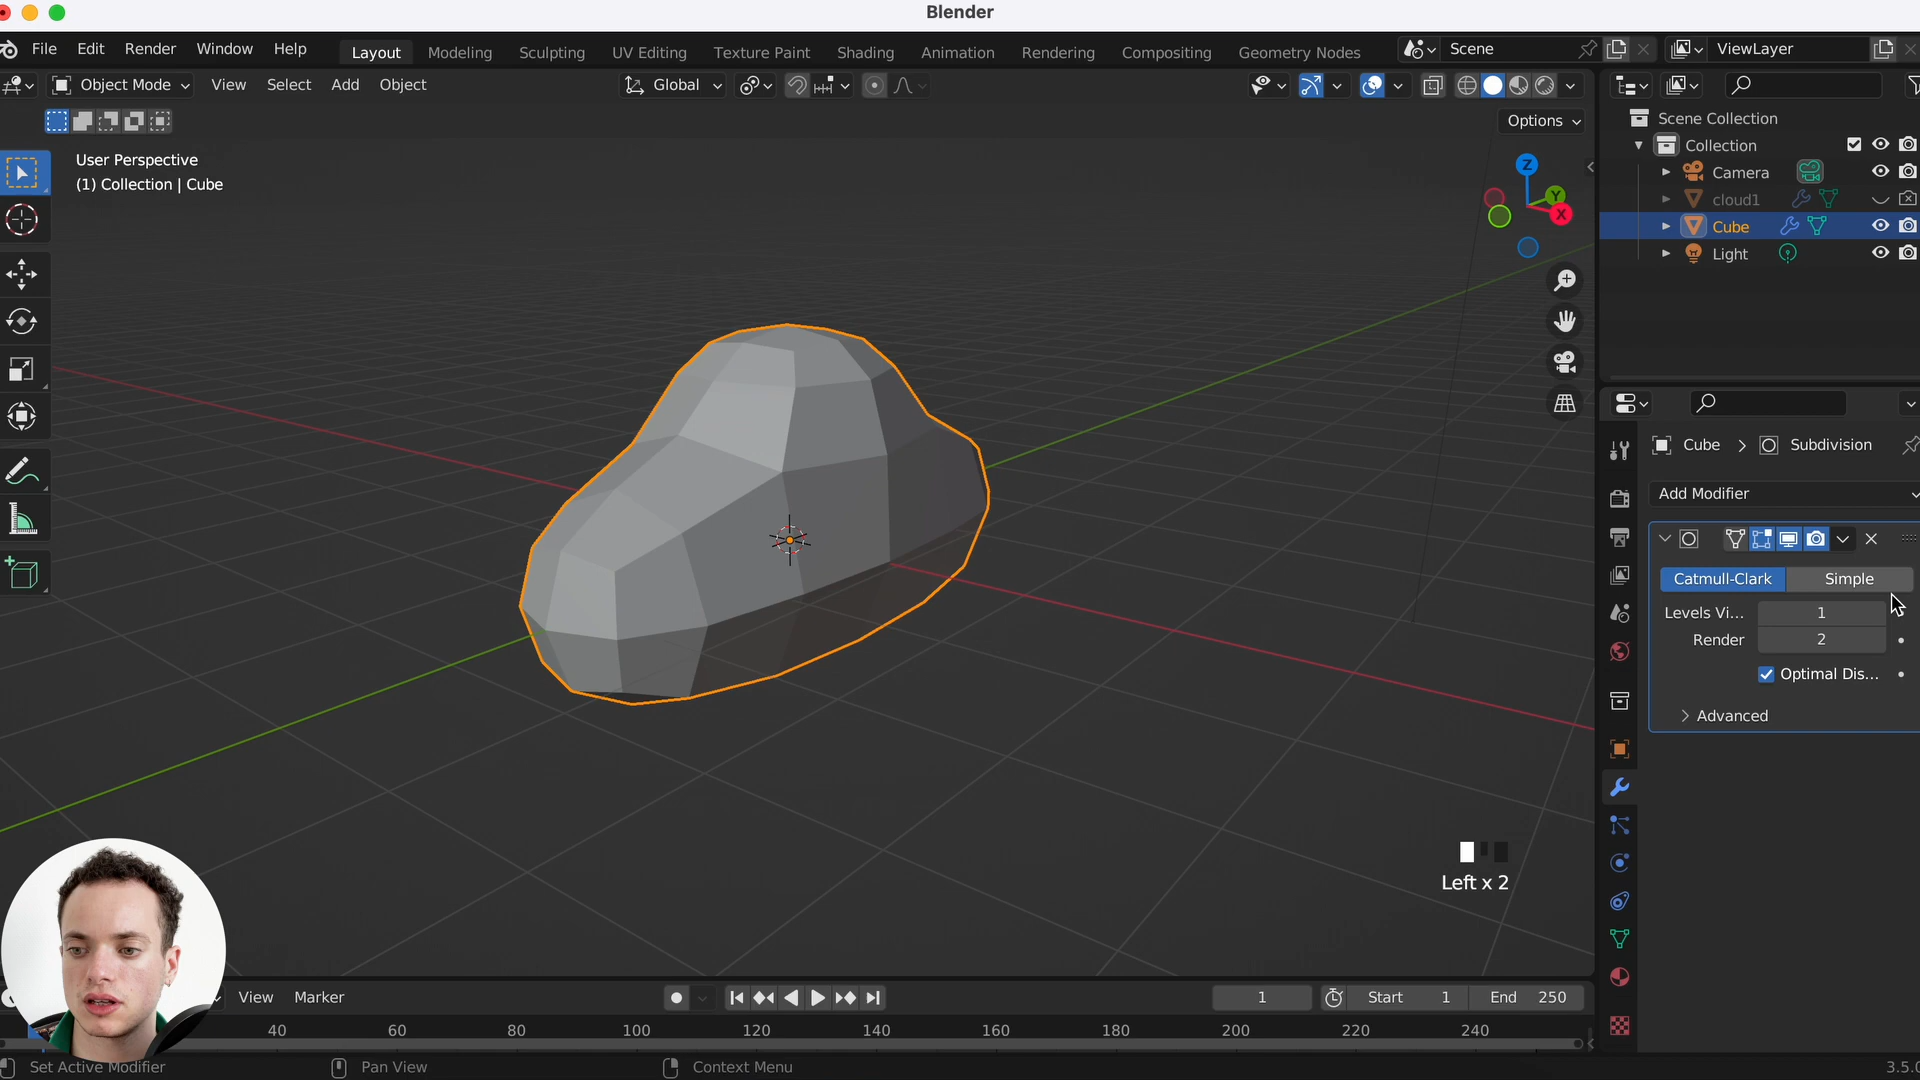 Blender
File Edit Render Window Help Layout Modeling Sculpting UV Editing Texture Paint Shading Animation Rendering Compositing Geometry Nodes Scene ViewLayer
Object Mode View Select Add Object Global
Options
User Perspective
(1) Collection | Cube
Z
Y
X
Scene Collection
Collection
Camera
cloud1
Cube
Light
Cube > Subdivision
Add Modifier
Catmull-Clark Simple
Levels Vi... 1
Render 2
Optimal Dis...
Advanced
Left x 2
View Marker 1 Start 1 End 250
40 60 80 100 120 140 160 180 200 220 240
Set Active Modifier Pan View Context Menu 3.5.0